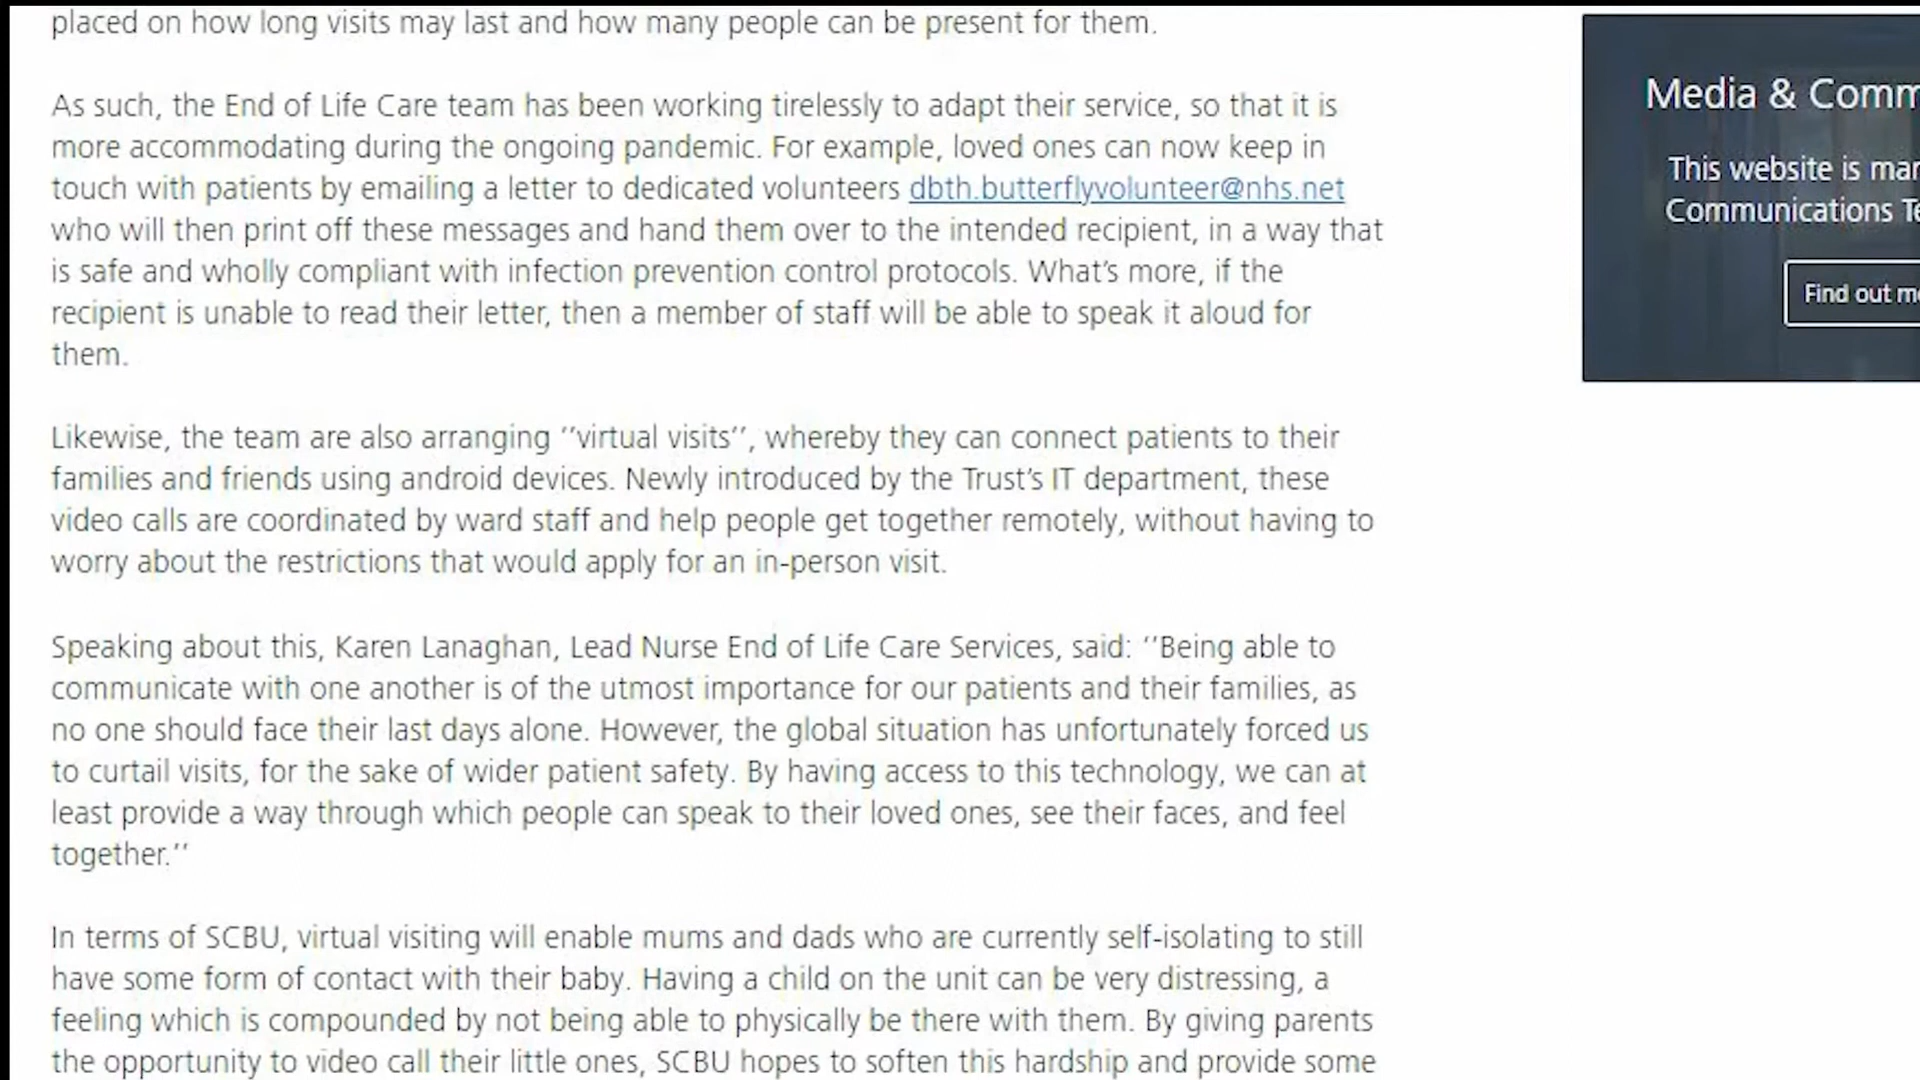 placed on how long visits may last and how many people can be present for them.
As such, the End of Life Care team has been working tirelessly to adapt their service, so that it is
more accommodating during the ongoing pandemic. For example, loved ones can now keep in
touch with patients by emailing a letter to dedicated volunteers dbth.butterflyvolunteer@nhs.net
who will then print off these messages and hand them over to the intended recipient, in a way that
is safe and wholly compliant with infection prevention control protocols. What's more, if the
recipient is unable to read their letter, then a member of staff will be able to speak it aloud for
them.
Likewise, the team are also arranging ''virtual visits'', whereby they can connect patients to their
families and friends using android devices. Newly introduced by the Trust's IT department, these
video calls are coordinated by ward staff and help people get together remotely, without having to
worry about the restrictions that would apply for an in-person visit.
Speaking about this, Karen Lanaghan, Lead Nurse End of Life Care Services, said: ''Being able to
communicate with one another is of the utmost importance for our patients and their families, as
no one should face their last days alone. However, the global situation has unfortunately forced us
to curtail visits, for the sake of wider patient safety. By having access to this technology, we can at
least provide a way through which people can speak to their loved ones, see their faces, and feel
together.''
In terms of SCBU, virtual visiting will enable mums and dads who are currently self-isolating to still
have some form of contact with their baby. Having a child on the unit can be very distressing, a
feeling which is compounded by not being able to physically be there with them. By giving parents
the opportunity to video call their little ones, SCBU hopes to soften this hardship and provide some
Media & Comm
This website is mar
Communications Te
Find out mo